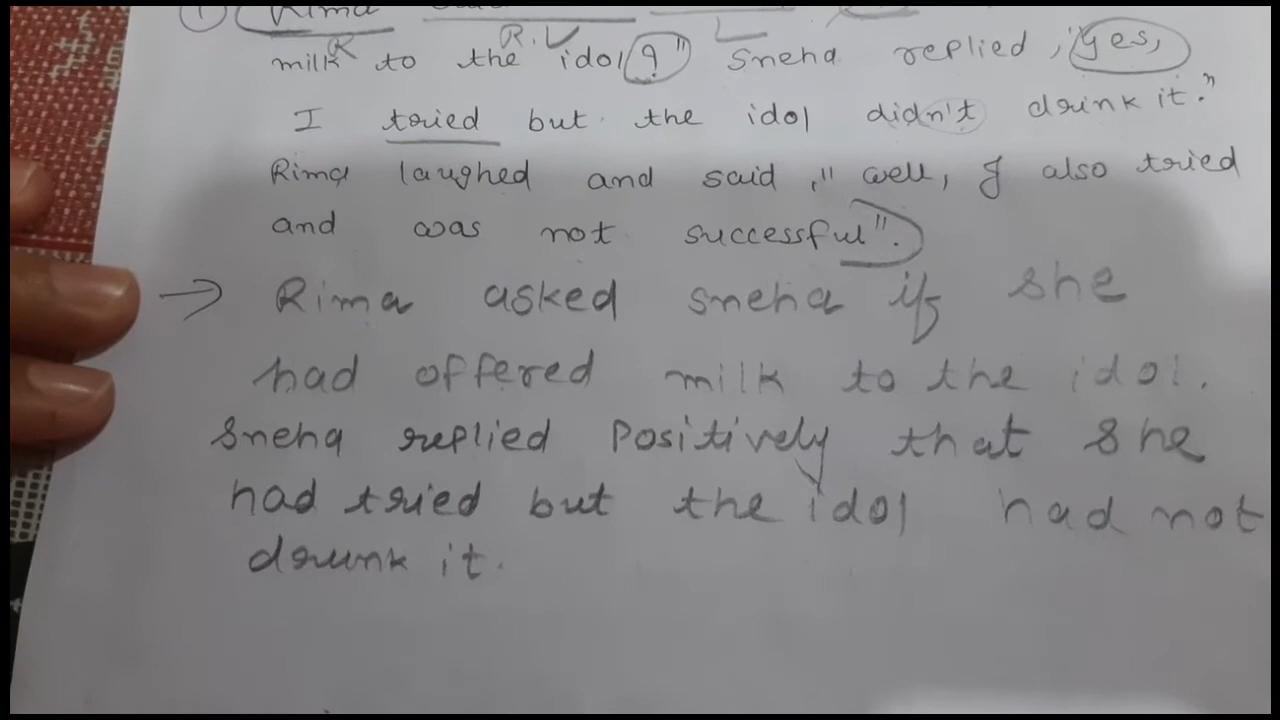 ① Rima
R R.V
milk to the idol?" Sneha replied, "yes,
I tried but the idol didn't drink it."
Rima laughed and said, "well, I also tried
and was not successful".
→ Rima asked sneha if she
had offered milk to the idol.
Sneha replied Positively that she
had tried but the idol had not
drunk it.